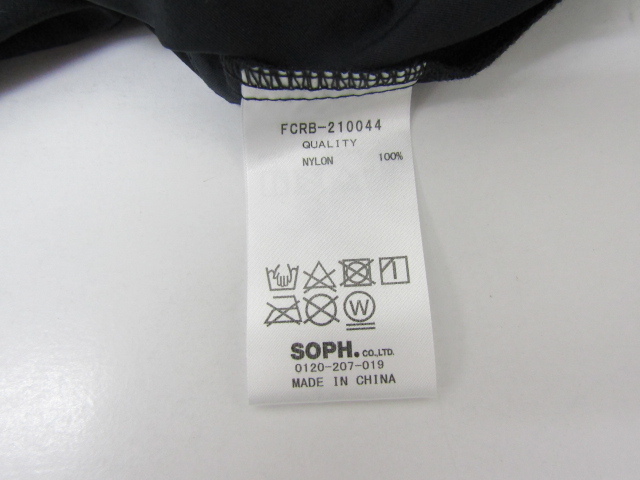 FCRB-210044
QUALITY
NYLON 100%
W
SOPH. CO.,LTD.
0120-207-019
MADE IN CHINA